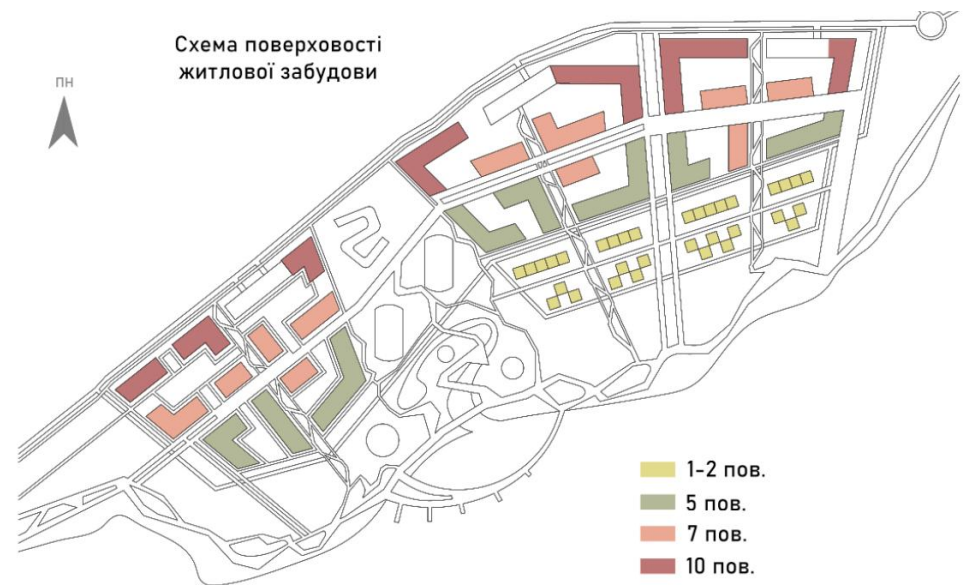 Схема поверховості
житлової забудови
ПН
1-2 пов.
5 пов.
7 пов.
10 пов.